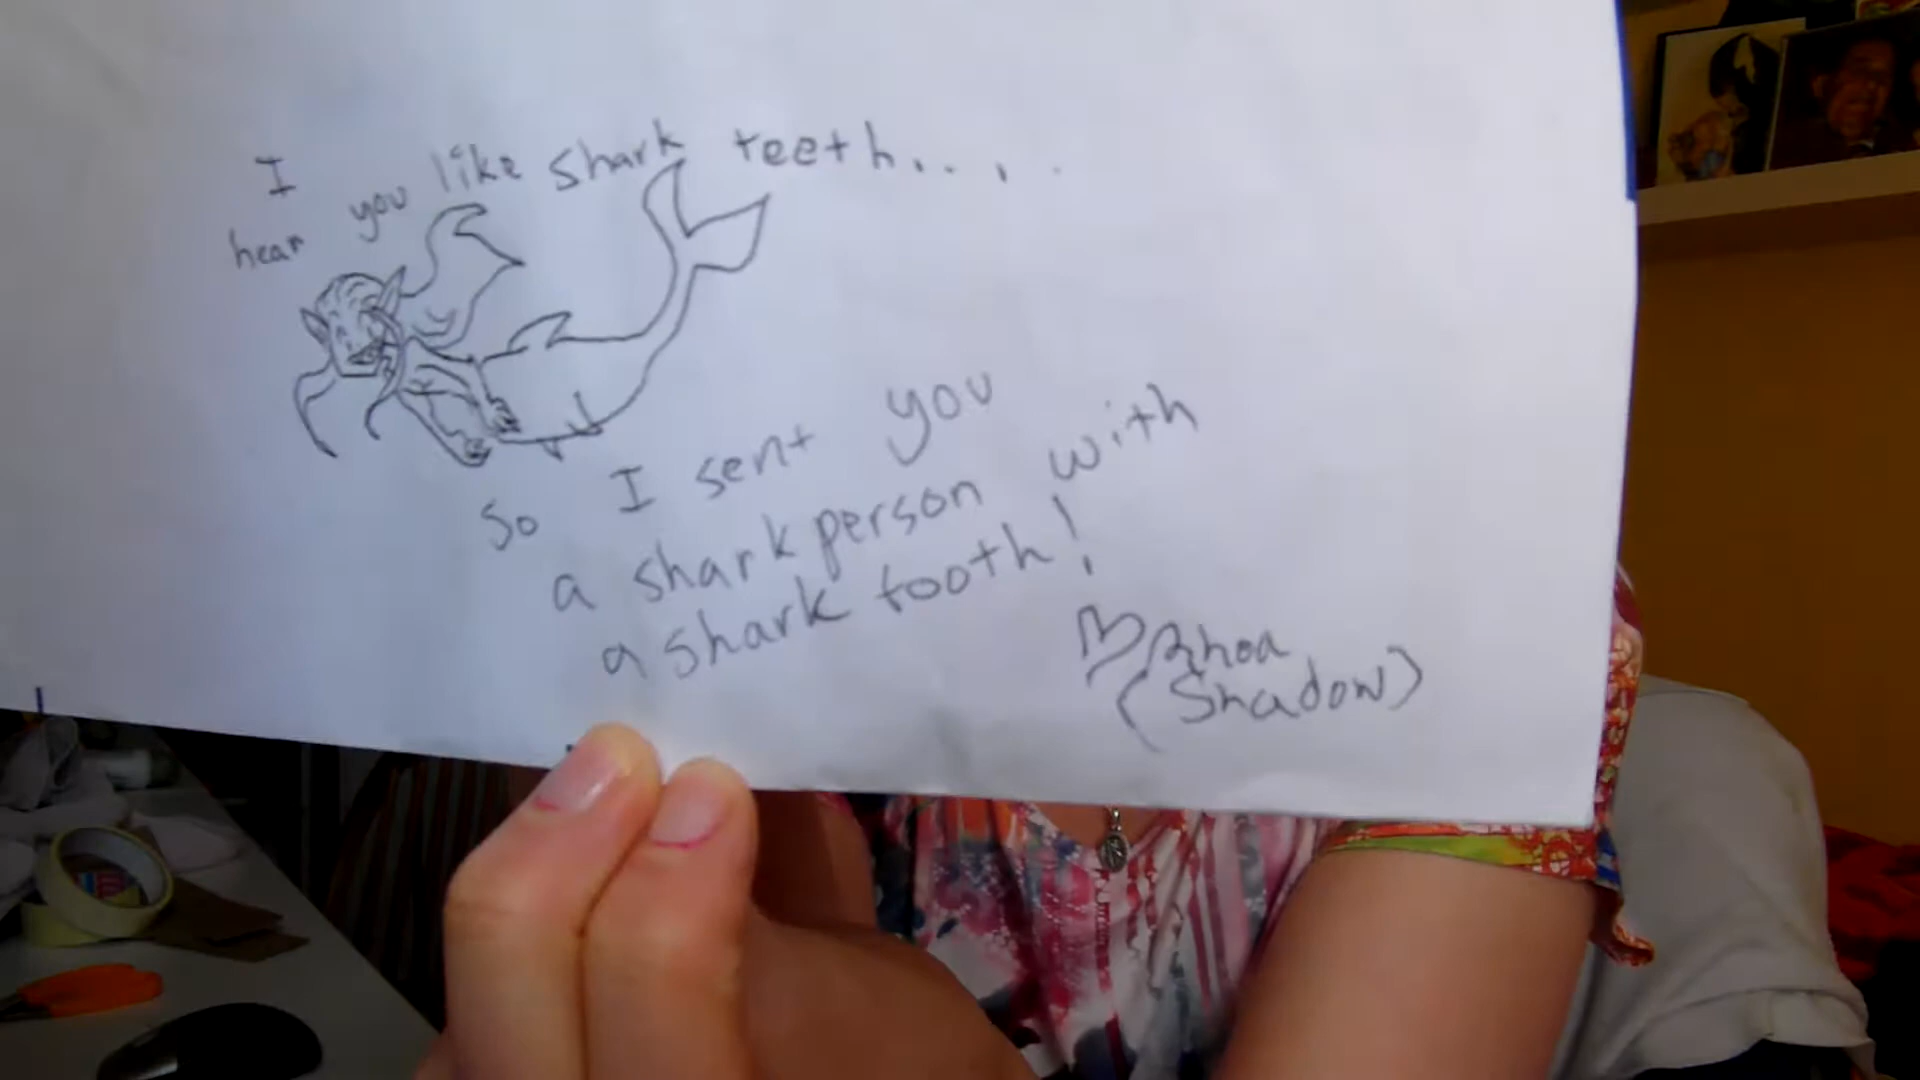 I hear you like shark teeth.....
So I sent you
a shark person with
a shark tooth!
♡ Rhoa
(Shadow)